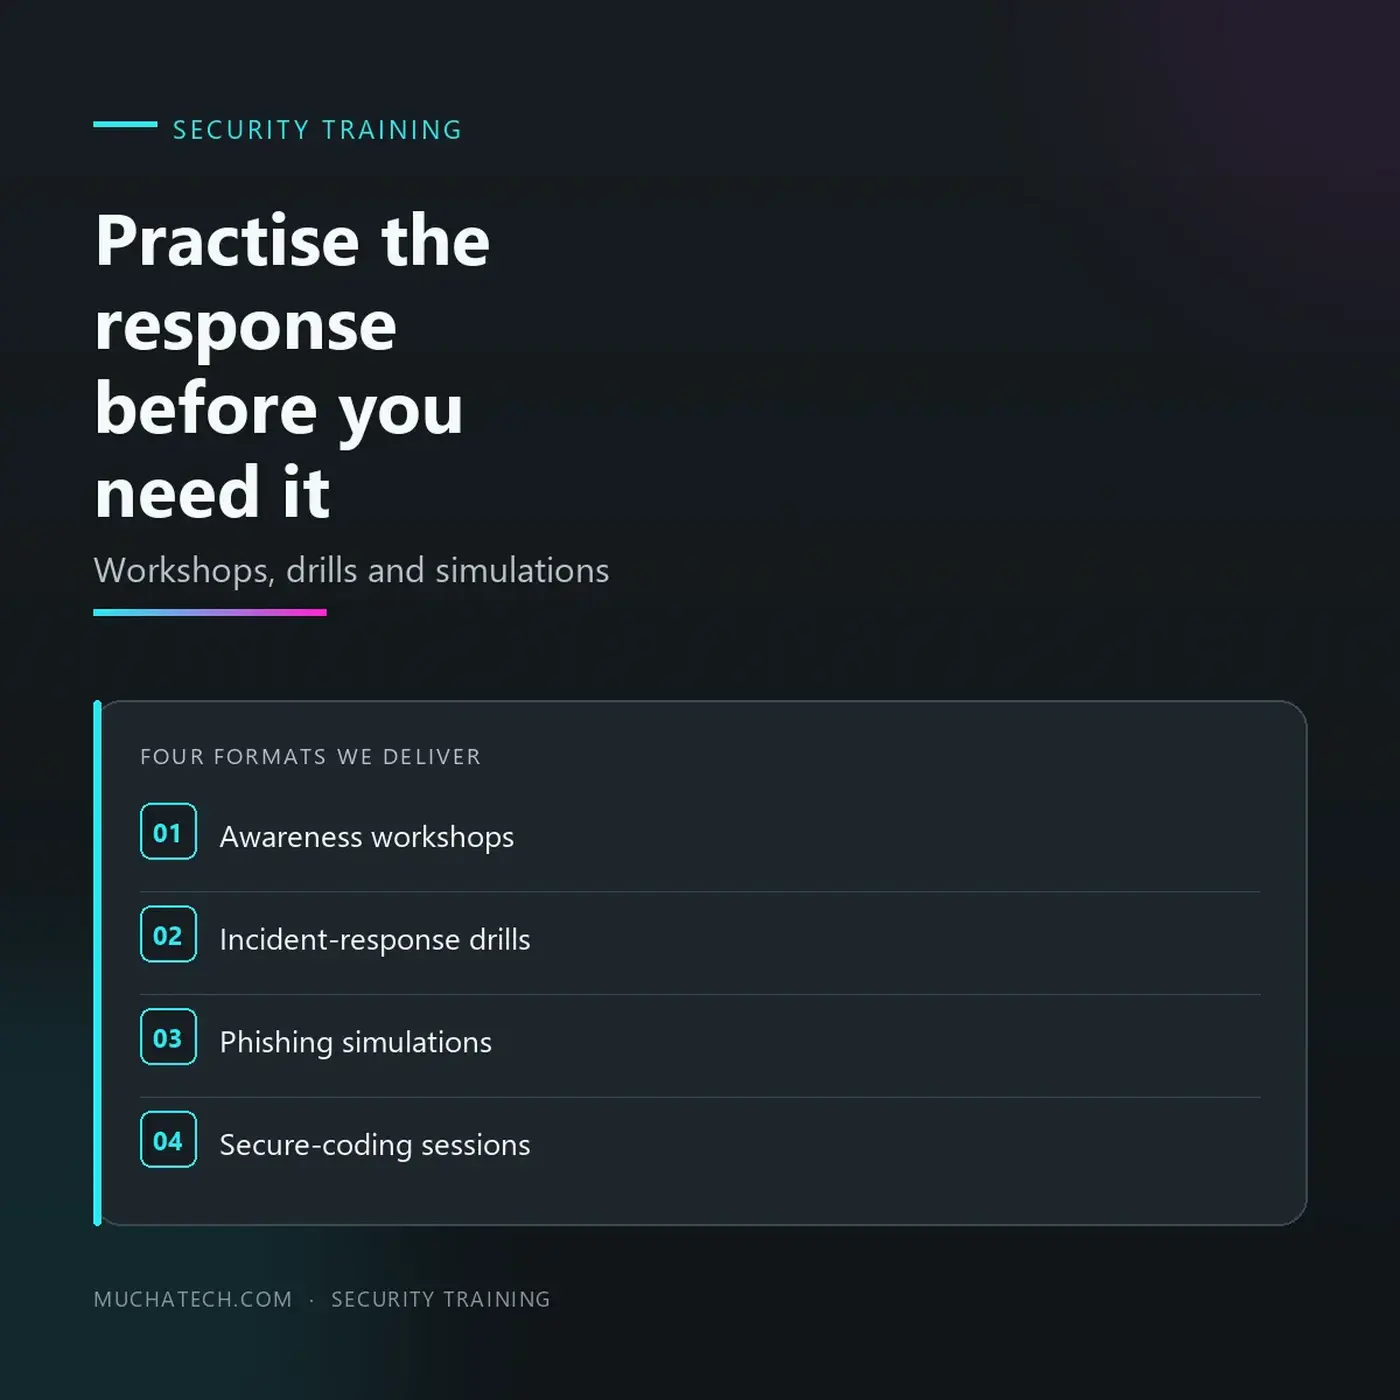 SECURITY TRAINING
Practise the
response
before you
need it
Workshops, drills and simulations
FOUR FORMATS WE DELIVER
01 Awareness workshops
02 Incident-response drills
03 Phishing simulations
04 Secure-coding sessions
MUCHATECH.COM · SECURITY TRAINING